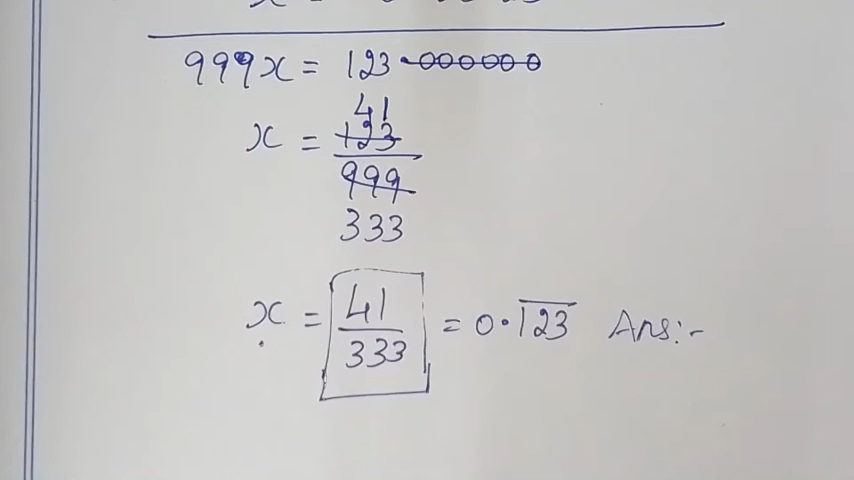 999x = 123.000000
x = 123/999
41
333
x = 41/333 = 0.123 Ans:-